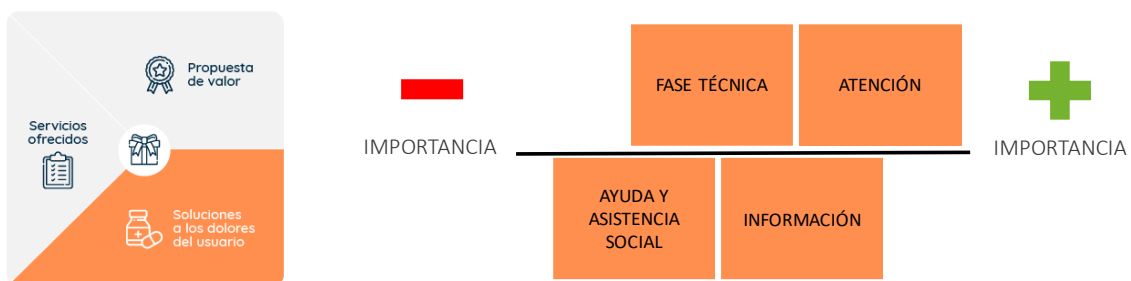 Propuesta
de valor
Servicios
ofrecidos
Soluciones
a los dolores
del usuario
IMPORTANCIA
FASE TÉCNICA
ATENCIÓN
AYUDA Y
ASISTENCIA
SOCIAL
INFORMACIÓN
IMPORTANCIA